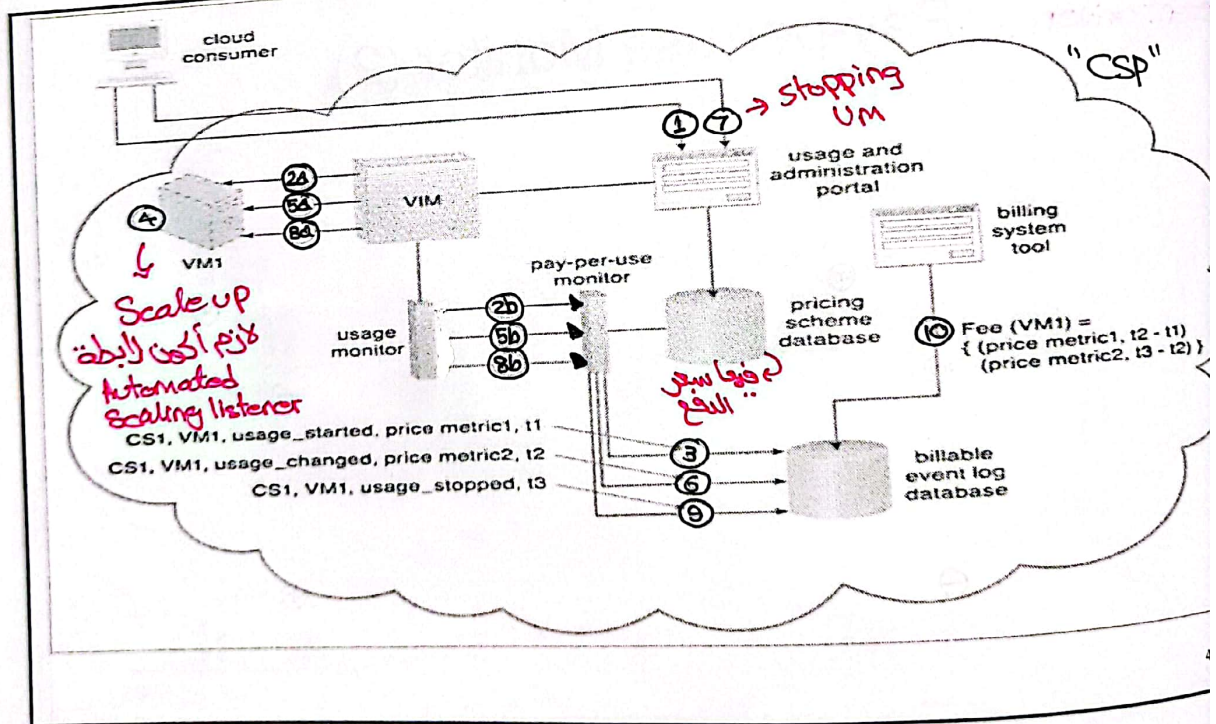 cloud
consumer
"CSP"
1
7
→ stopping
VM
usage and
administration
portal
2a
5a
8a
VIM
4
VM1
billing
system
tool
pay-per-use
monitor
Scale up
لازم أكون رابطة
Automated
Scaling listener
usage
monitor
2b
5b
8b
pricing
scheme
database
فيها سعر
الدفع
10
Fee (VM1) =
{ (price metric1, t2 - t1)
(price metric2, t3 - t2) }
CS1, VM1, usage_started, price metric1, t1
3
CS1, VM1, usage_changed, price metric2, t2
6
CS1, VM1, usage_stopped, t3
9
billable
event log
database
4